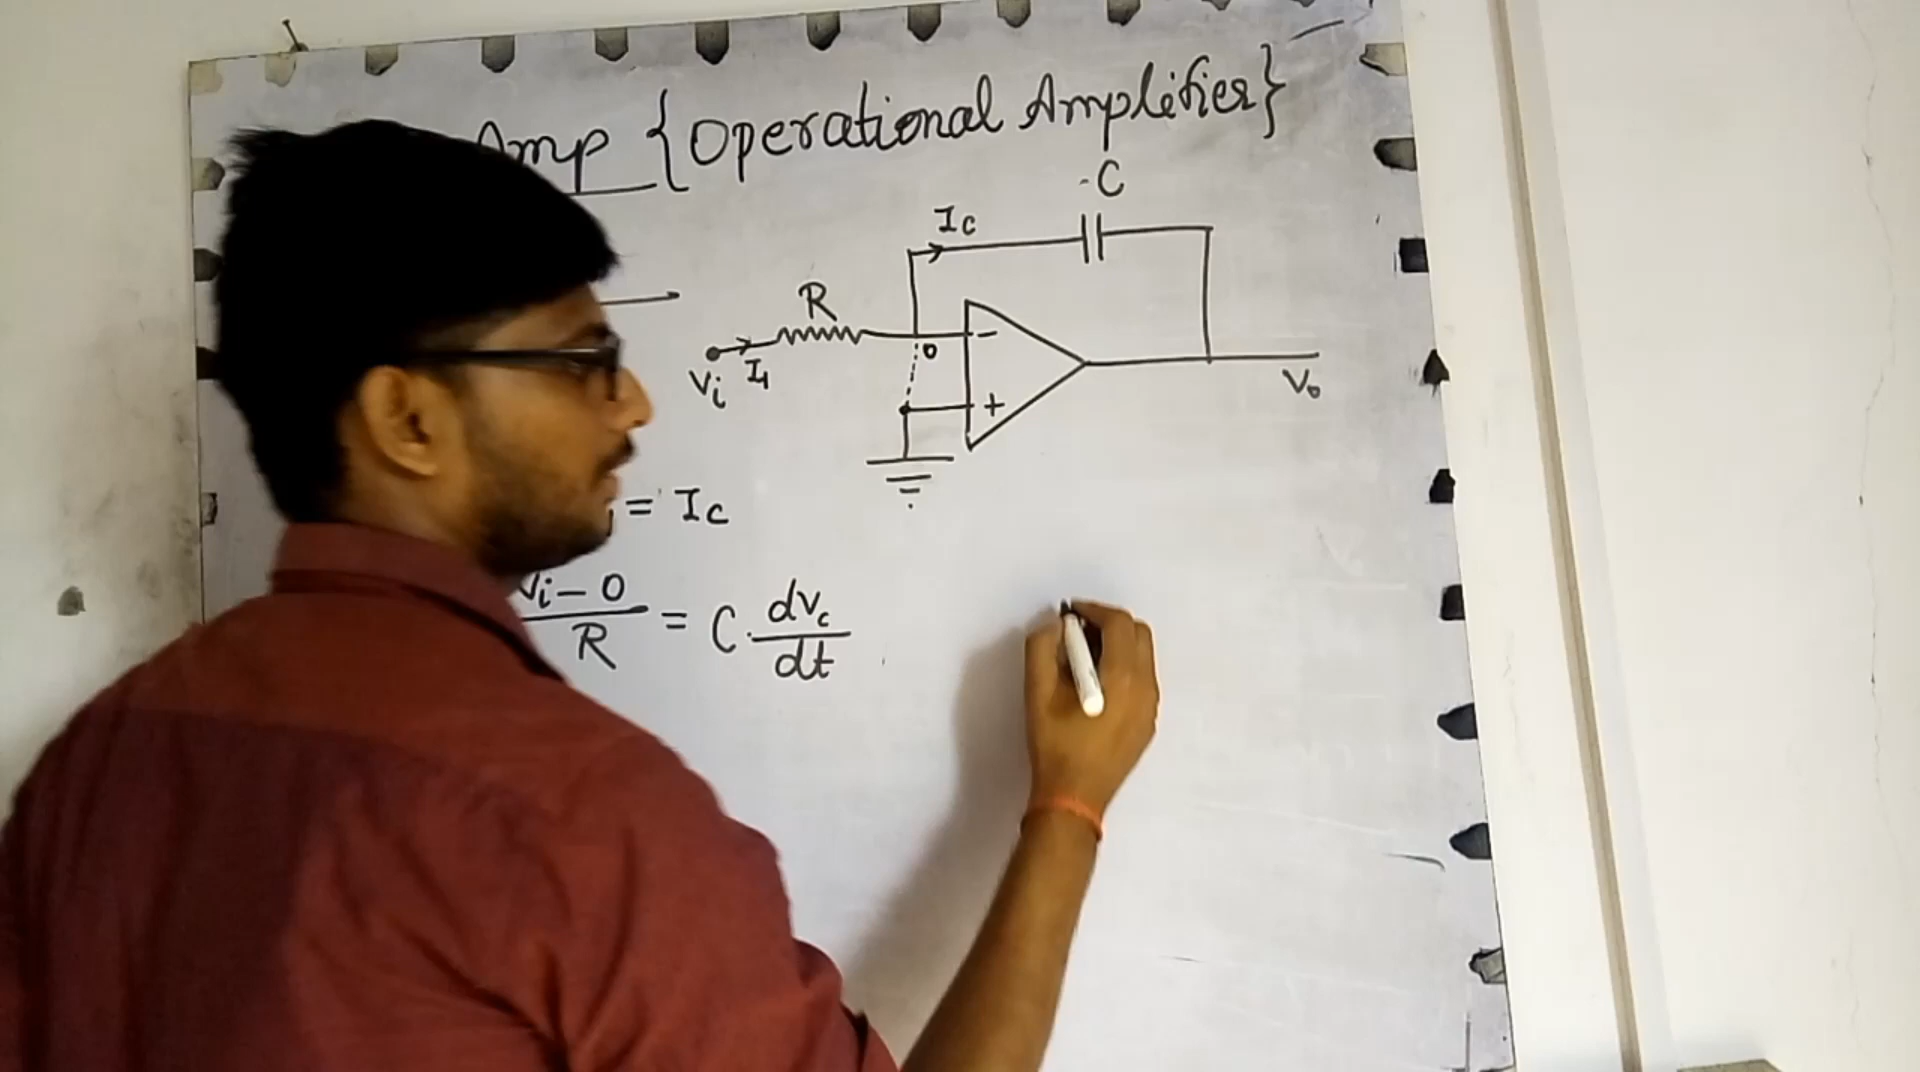 Amp {Operational Amplifier}
C
Ic
R
Vi I1
0
−
+
Vo
= Ic
Vi − 0 / R = C. dvc / dt